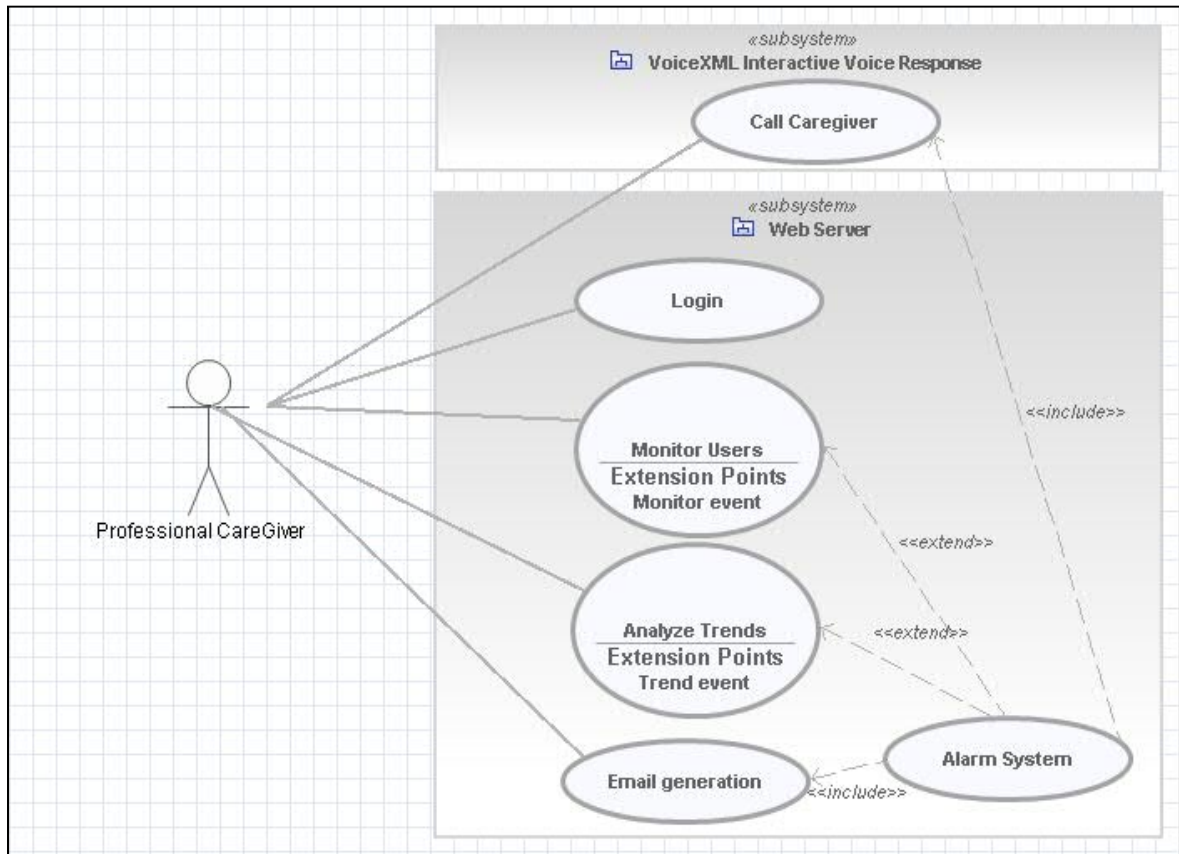 «subsystem»
VoiceXML Interactive Voice Response
Call Caregiver
«subsystem»
Web Server
Login
<<include>>
Monitor Users
Extension Points
Monitor event
Professional CareGiver
<<extend>>
Analyze Trends
<<extend>>
Extension Points
Trend event
Alarm System
Email generation
<<include>>